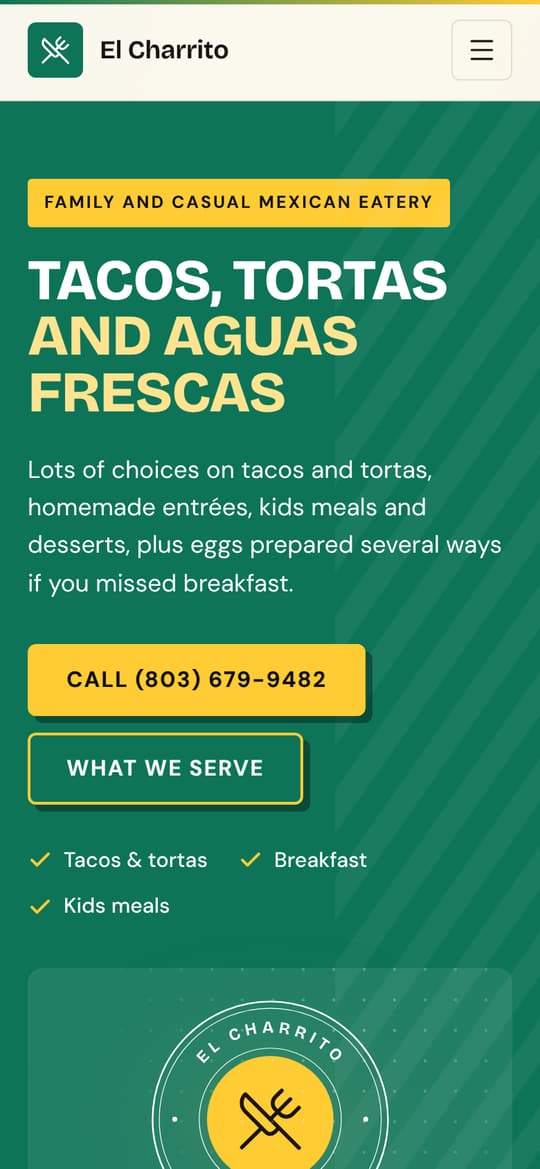 El Charrito
FAMILY AND CASUAL MEXICAN EATERY
TACOS, TORTAS
AND AGUAS
FRESCAS
Lots of choices on tacos and tortas,
homemade entrées, kids meals and
desserts, plus eggs prepared several ways
if you missed breakfast.
CALL (803) 679-9482
WHAT WE SERVE
Tacos & tortas
Breakfast
Kids meals
EL CHARRITO